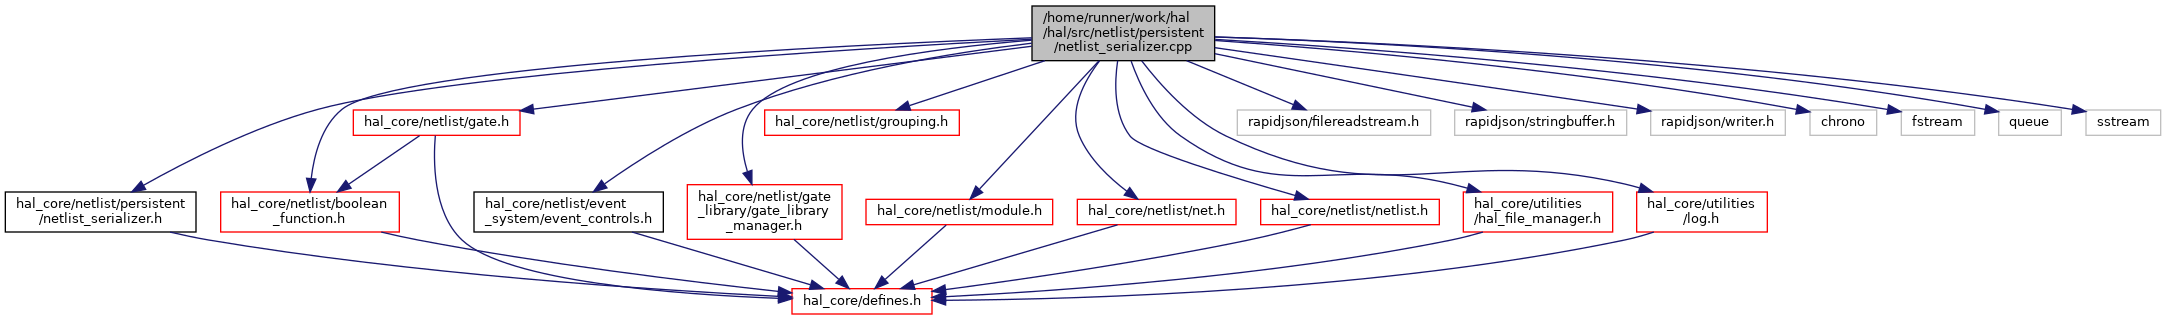 /home/runner/work/hal
/hal/src/netlist/persistent
/netlist_serializer.cpp
hal_core/netlist/gate.h
hal_core/netlist/grouping.h
rapidjson/filereadstream.h
rapidjson/stringbuffer.h
rapidjson/writer.h
chrono
fstream
queue
sstream
hal_core/netlist/persistent
/netlist_serializer.h
hal_core/netlist/boolean
_function.h
hal_core/netlist/event
_system/event_controls.h
hal_core/netlist/gate
_library/gate_library
_manager.h
hal_core/netlist/module.h
hal_core/netlist/net.h
hal_core/netlist/netlist.h
hal_core/utilities
/hal_file_manager.h
hal_core/utilities
/log.h
hal_core/defines.h